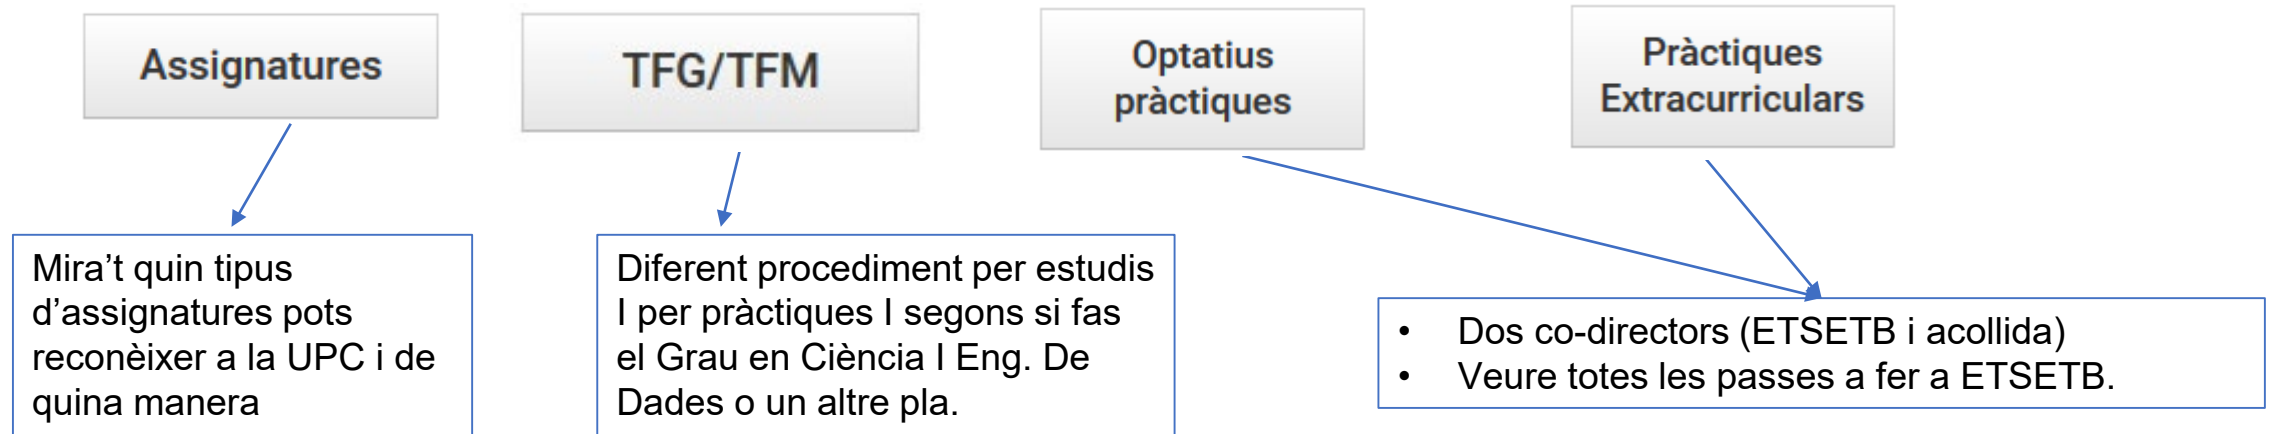 Assignatures
TFG/TFM
Optatius
pràctiques
Pràctiques
Extracurriculars
Mira’t quin tipus
d’assignatures pots
reconèixer a la UPC i de
quina manera
Diferent procediment per estudis
I per pràctiques I segons si fas
el Grau en Ciència I Eng. De
Dades o un altre pla.
• Dos co-directors (ETSETB i acollida)
• Veure totes les passes a fer a ETSETB.